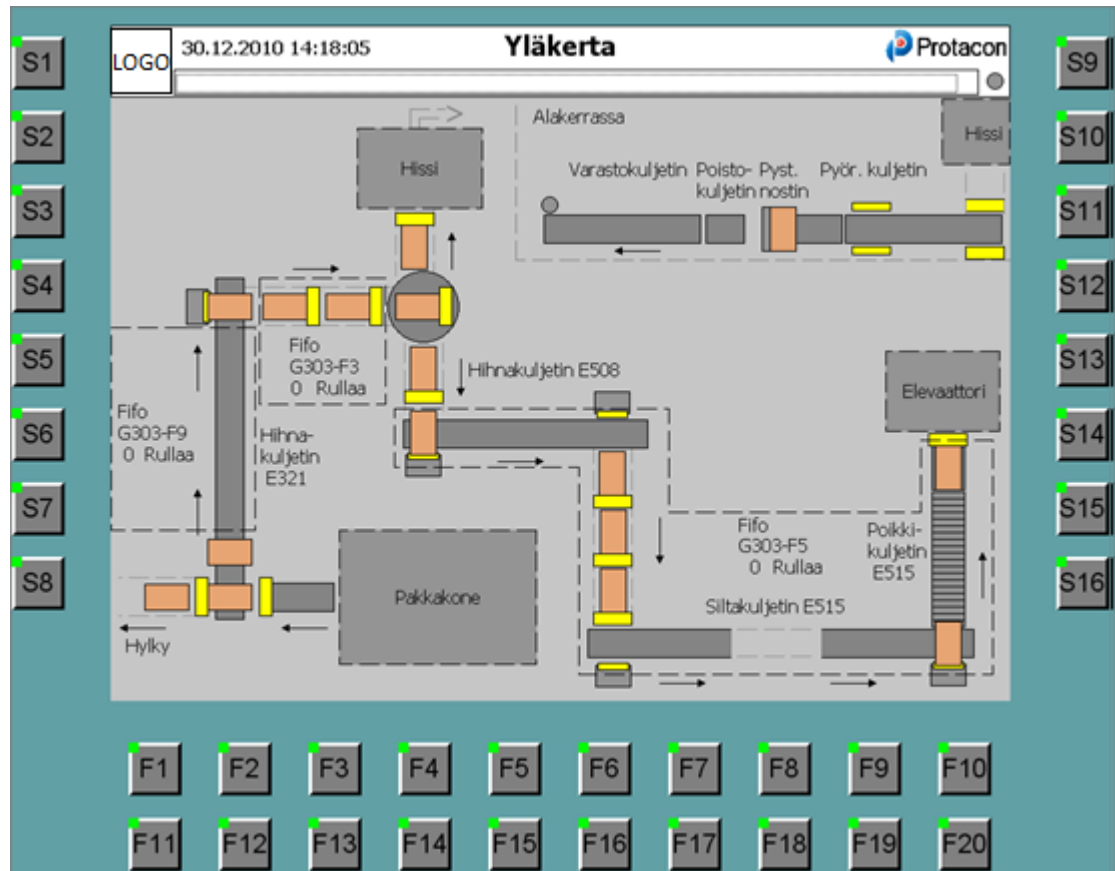 LOGO
30.12.2010 14:18:05
Yläkerta
Protacon
S1
S2
S3
S4
S5
S6
S7
S8
S9
S10
S11
S12
S13
S14
S15
S16
Hissi
Alakerrassa
Hissi
Varastokuljetin
Poisto-
kuljetin
Pyst.
nostin
Pyör. kuljetin
Fifo
G303-F3
0 Rullaa
Hihnakuljetin E508
Elevaattori
Fifo
G303-F9
0 Rullaa
Hihna-
kuljetin
E321
Fifo
G303-F5
0 Rullaa
Poikki-
kuljetin
E515
Pakkakone
Siltakuljetin E515
Hylky
F1
F2
F3
F4
F5
F6
F7
F8
F9
F10
F11
F12
F13
F14
F15
F16
F17
F18
F19
F20